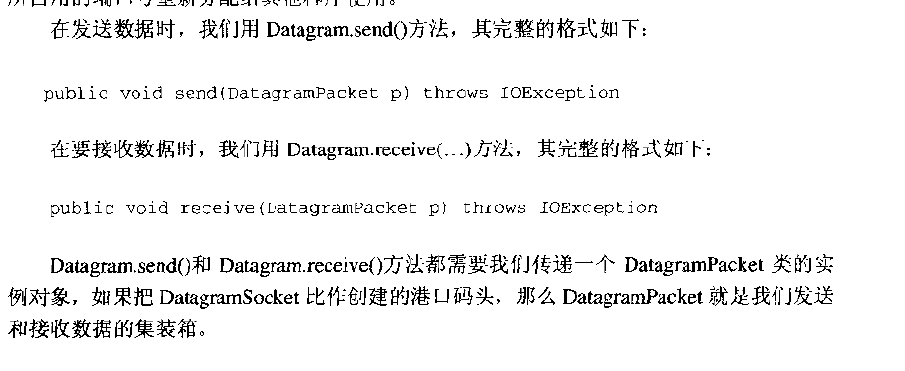 在发送数据时，我们用 Datagram.send()方法，其完整的格式如下：
public void send(DatagramPacket p) throws IOException
在要接收数据时，我们用 Datagram.receive(…)方法，其完整的格式如下：
public void receive(DatagramPacket p) throws IOException
Datagram.send()和 Datagram.receive()方法都需要我们传递一个 DatagramPacket 类的实
例对象，如果把 DatagramSocket 比作创建的港口码头，那么 DatagramPacket 就是我们发送
和接收数据的集装箱。